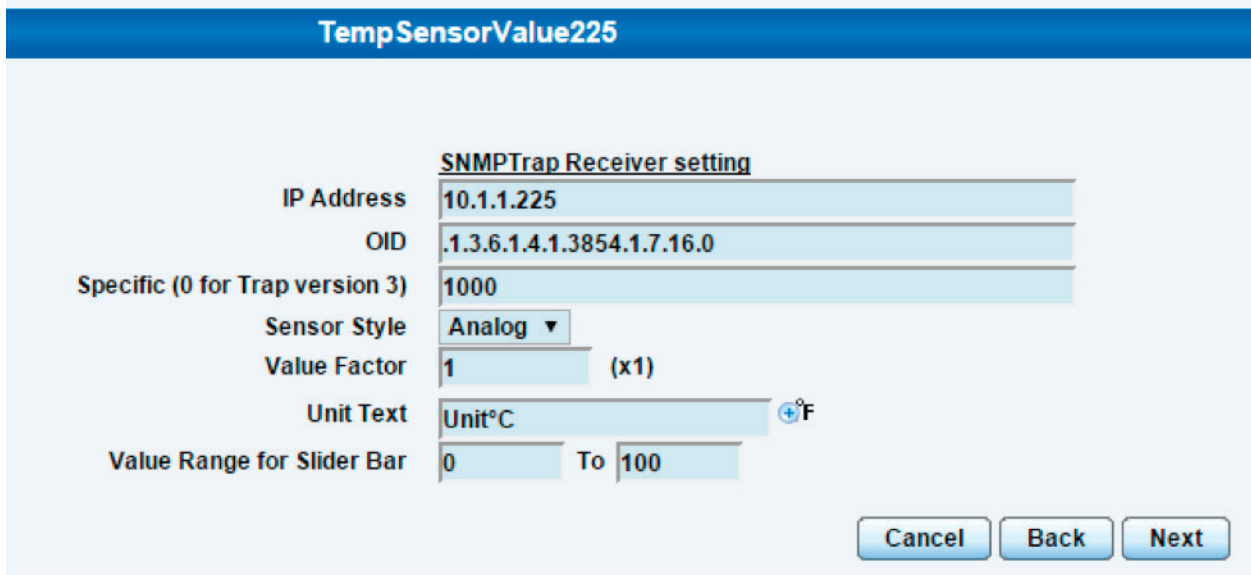 TempSensorValue225
SNMPTrap Receiver setting
IP Address 10.1.1.225
OID .1.3.6.1.4.1.3854.1.7.16.0
Specific (0 for Trap version 3) 1000
Sensor Style Analog ▼
Value Factor 1 (x1)
Unit Text Unit°C °F
Value Range for Slider Bar 0 To 100
Cancel Back Next